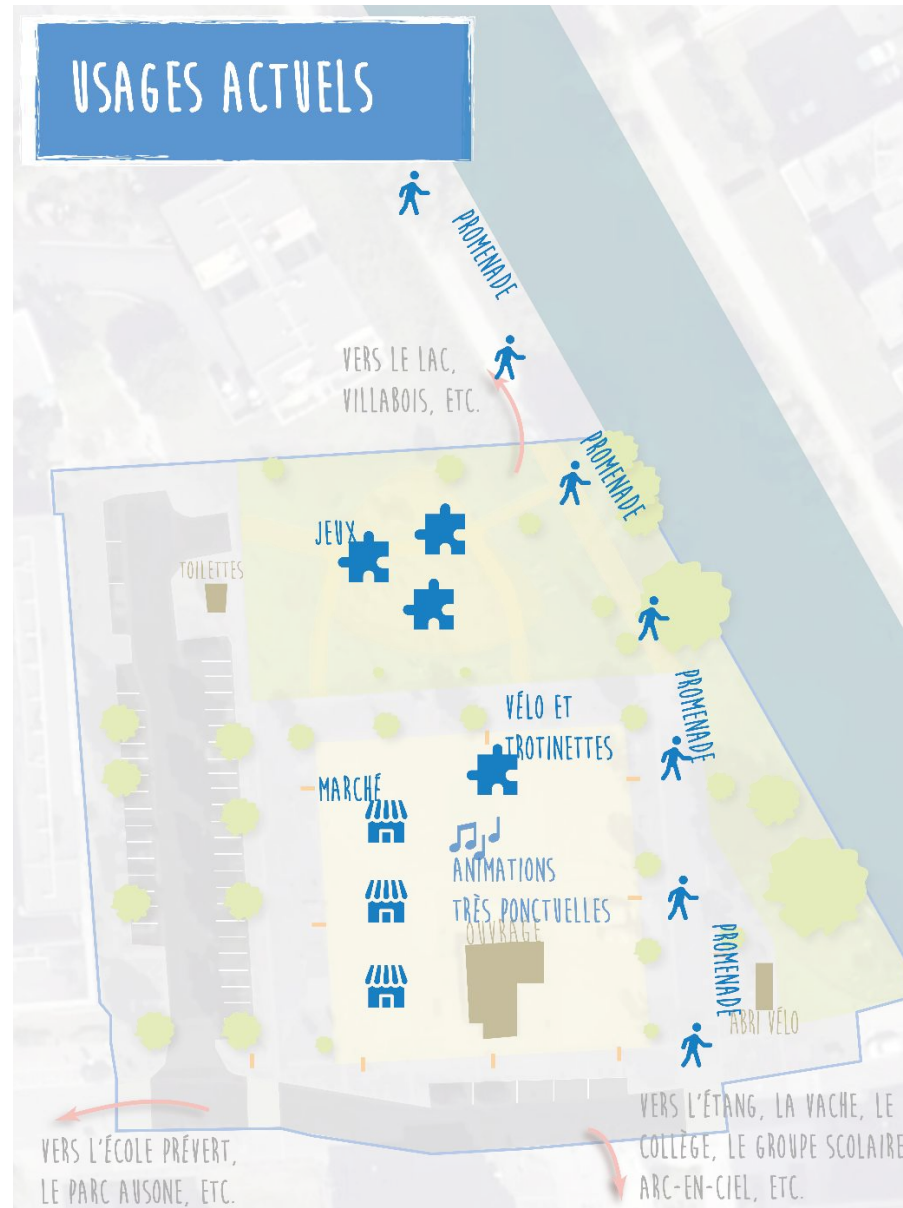 USAGES ACTUELS
PROMENADE
VERS LE LAC,
VILLABOIS, ETC.
PROMENADE
JEUX
TOILETTES
PROMENADE
VÉLO ET
TROTINETTES
MARCHÉ
ANIMATIONS
TRÈS PONCTUELLES
OUVRAGE
PROMENADE
ABRI VÉLO
VERS L'ÉCOLE PRÉVERT,
LE PARC AUSONE, ETC.
VERS L'ÉTANG, LA VACHE, LE
COLLÈGE, LE GROUPE SCOLAIRE
ARC-EN-CIEL, ETC.